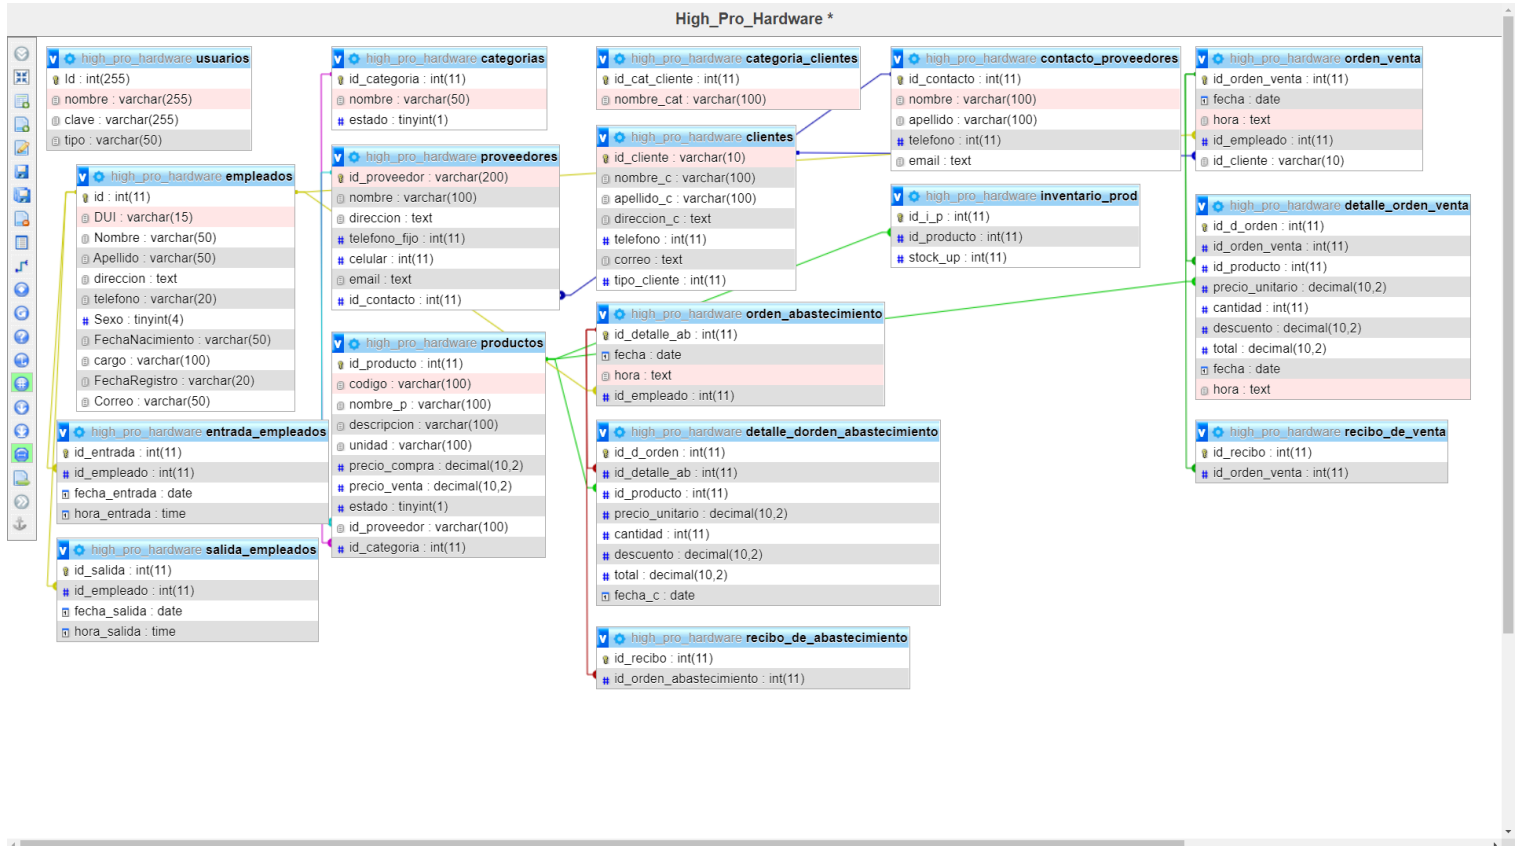 High_Pro_Hardware *
high_pro_hardware usuarios
Id : int(255)
nombre : varchar(255)
clave : varchar(255)
tipo : varchar(50)
high_pro_hardware empleados
id : int(11)
DUI : varchar(15)
Nombre : varchar(50)
Apellido : varchar(50)
direccion : text
telefono : varchar(20)
Sexo : tinyint(4)
FechaNacimiento : varchar(50)
cargo : varchar(100)
FechaRegistro : varchar(20)
Correo : varchar(50)
high_pro_hardware entrada_empleados
id_entrada : int(11)
id_empleado : int(11)
fecha_entrada : date
hora_entrada : time
high_pro_hardware salida_empleados
id_salida : int(11)
id_empleado : int(11)
fecha_salida : date
hora_salida : time
high_pro_hardware categorias
id_categoria : int(11)
nombre : varchar(50)
estado : tinyint(1)
high_pro_hardware proveedores
id_proveedor : varchar(200)
nombre : varchar(100)
direccion : text
telefono_fijo : int(11)
celular : int(11)
email : text
id_contacto : int(11)
high_pro_hardware productos
id_producto : int(11)
codigo : varchar(100)
nombre_p : varchar(100)
descripcion : varchar(100)
unidad : varchar(100)
precio_compra : decimal(10,2)
precio_venta : decimal(10,2)
estado : tinyint(1)
id_proveedor : varchar(100)
id_categoria : int(11)
high_pro_hardware categoria_clientes
id_cat_cliente : int(11)
nombre_cat : varchar(100)
high_pro_hardware clientes
id_cliente : varchar(10)
nombre_c : varchar(100)
apellido_c : varchar(100)
direccion_c : text
telefono : int(11)
correo : text
tipo_cliente : int(11)
high_pro_hardware orden_abastecimiento
id_detalle_ab : int(11)
fecha : date
hora : text
id_empleado : int(11)
high_pro_hardware detalle_dorden_abastecimiento
id_d_orden : int(11)
id_detalle_ab : int(11)
id_producto : int(11)
precio_unitario : decimal(10,2)
cantidad : int(11)
descuento : decimal(10,2)
total : decimal(10,2)
fecha_c : date
high_pro_hardware recibo_de_abastecimiento
id_recibo : int(11)
id_orden_abastecimiento : int(11)
high_pro_hardware contacto_proveedores
id_contacto : int(11)
nombre : varchar(100)
apellido : varchar(100)
telefono : int(11)
email : text
high_pro_hardware inventario_prod
id_i_p : int(11)
id_producto : int(11)
stock_up : int(11)
high_pro_hardware orden_venta
id_orden_venta : int(11)
fecha : date
hora : text
id_empleado : int(11)
id_cliente : varchar(10)
high_pro_hardware detalle_orden_venta
id_d_orden : int(11)
id_orden_venta : int(11)
id_producto : int(11)
precio_unitario : decimal(10,2)
cantidad : int(11)
descuento : decimal(10,2)
total : decimal(10,2)
fecha : date
hora : text
high_pro_hardware recibo_de_venta
id_recibo : int(11)
id_orden_venta : int(11)